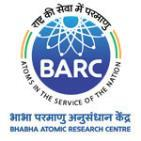 राष्ट्र की सेवा में परमाणु
BARC
ATOMS IN THE SERVICE OF THE NATION
भाभा परमाणु अनुसंधान केंद्र
BHABHA ATOMIC RESEARCH CENTRE